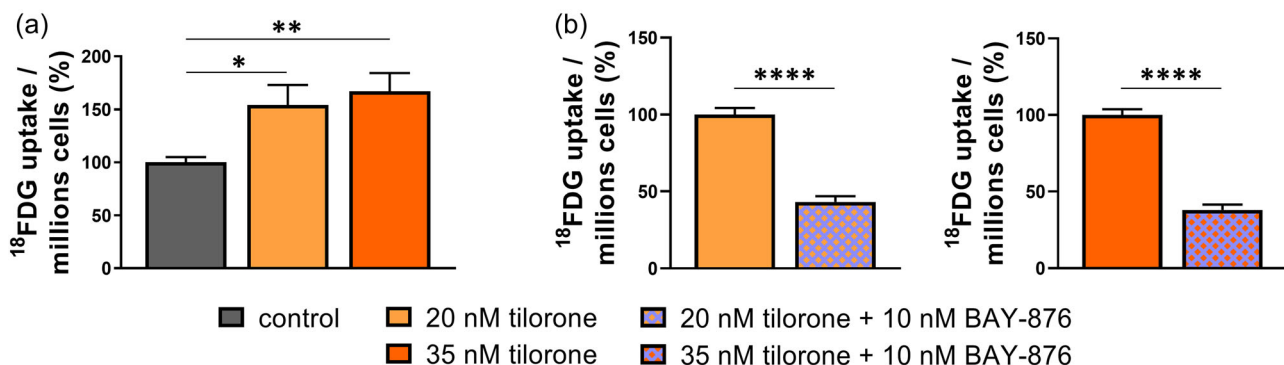 (a)
¹⁸FDG uptake /
millions cells (%)
200
150
100
50
0
*
**
(b)
¹⁸FDG uptake /
millions cells (%)
150
100
50
0
****
¹⁸FDG uptake /
millions cells (%)
150
100
50
0
****
control
20 nM tilorone
20 nM tilorone + 10 nM BAY-876
35 nM tilorone
35 nM tilorone + 10 nM BAY-876